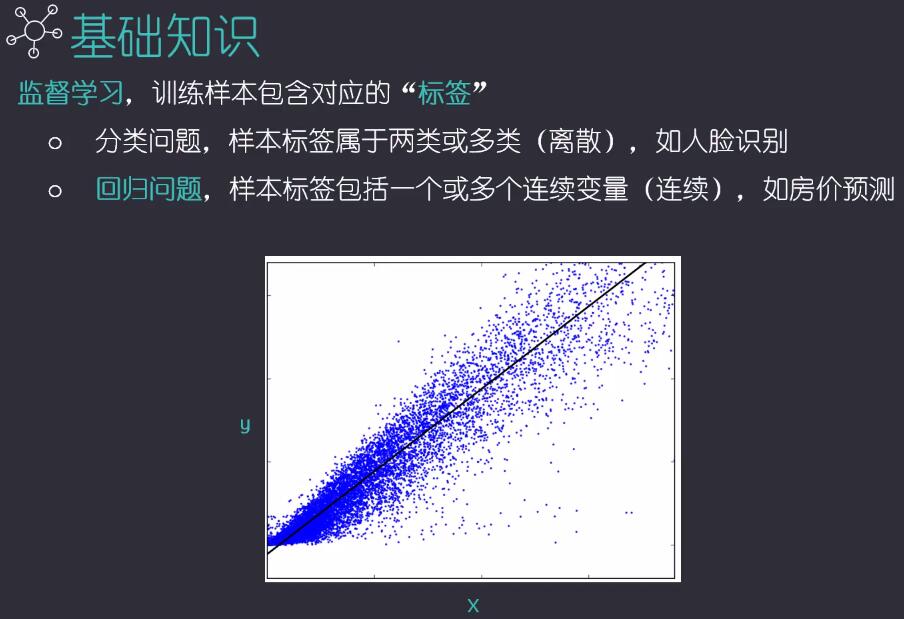 基础知识
监督学习，训练样本包含对应的“标签”
○ 分类问题，样本标签属于两类或多类（离散），如人脸识别
○ 回归问题，样本标签包括一个或多个连续变量（连续），如房价预测
y
x